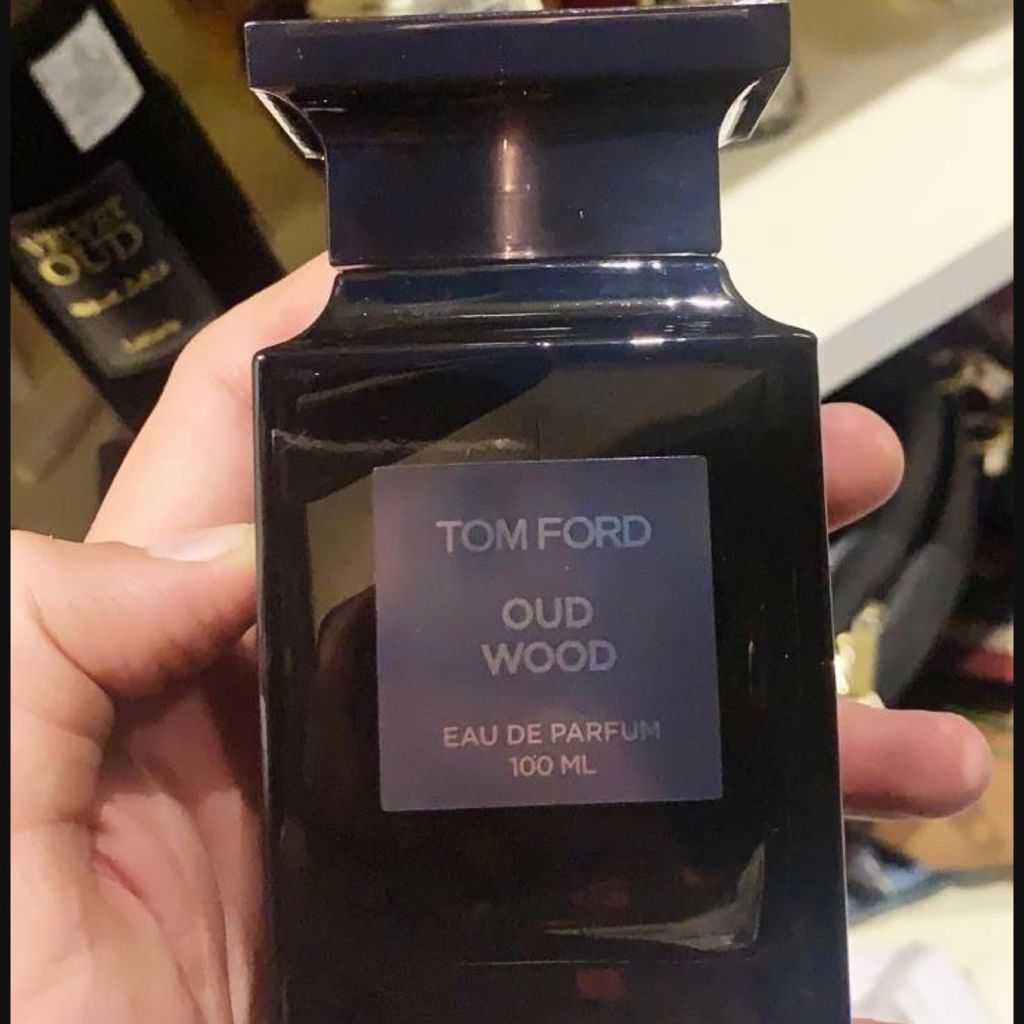 OUD
TOM FORD
OUD
WOOD
EAU DE PARFUM
100 ML